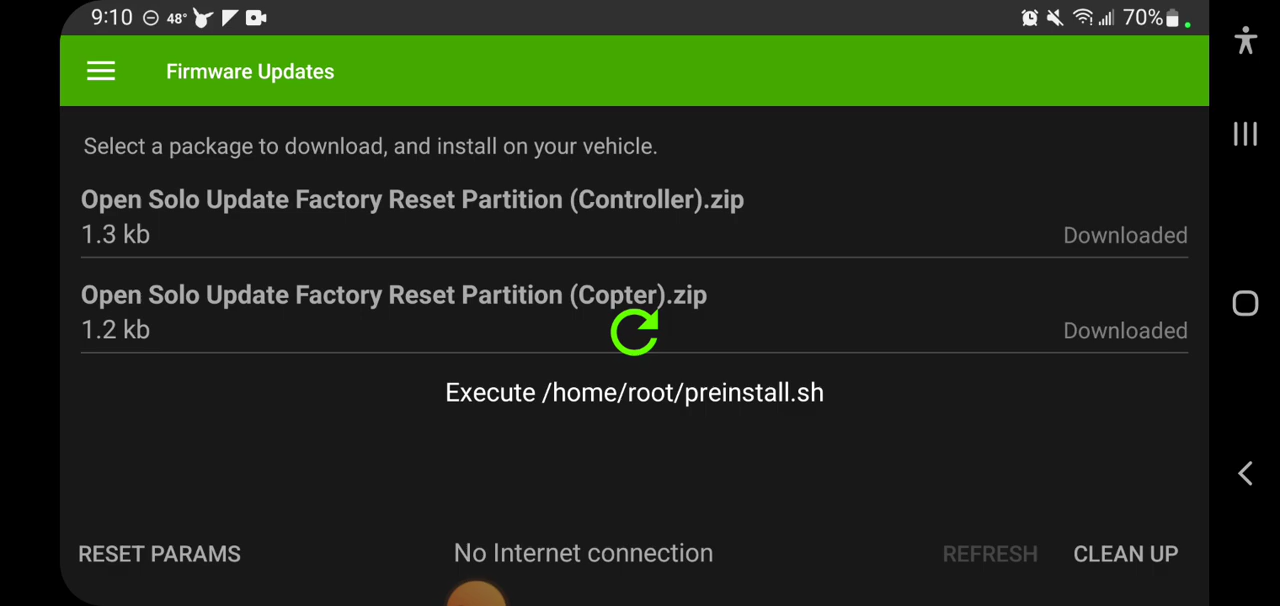 9:10 48° 70%
Firmware Updates
Select a package to download, and install on your vehicle.
Open Solo Update Factory Reset Partition (Controller).zip
1.3 kb Downloaded
Open Solo Update Factory Reset Partition (Copter).zip
1.2 kb Downloaded
Execute /home/root/preinstall.sh
RESET PARAMS No Internet connection REFRESH CLEAN UP